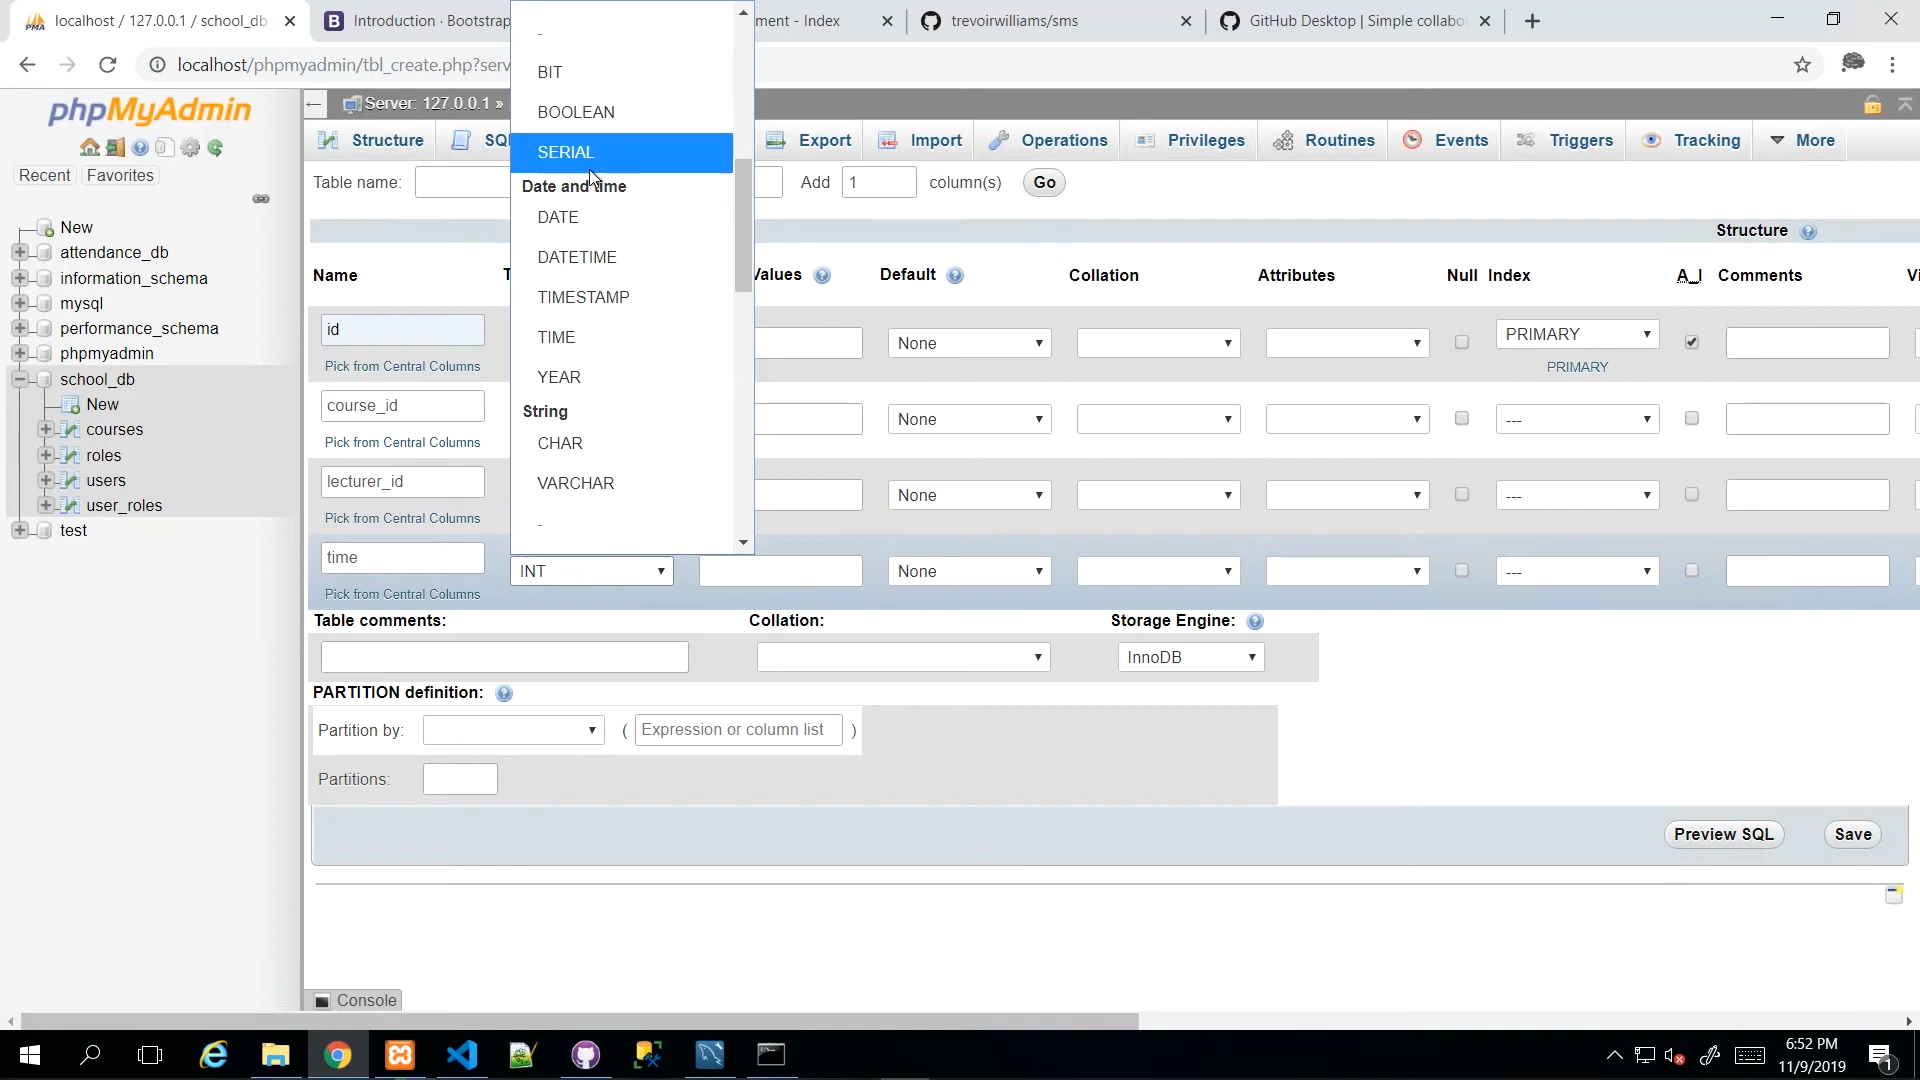 localhost / 127.0.0.1 / school_db
Introduction · Bootstrap
ment - Index
trevoirwilliams/sms
GitHub Desktop | Simple collabo
localhost/phpmyadmin/tbl_create.php?serv
phpMyAdmin
Recent
Favorites
New
attendance_db
information_schema
mysql
performance_schema
phpmyadmin
school_db
New
courses
roles
users
user_roles
test
Server: 127.0.0.1 »
Structure
SQ
Export
Import
Operations
Privileges
Routines
Events
Triggers
Tracking
More
Table name:
Add
1
column(s)
Go
Structure
Name
T
Values
Default
Collation
Attributes
Null
Index
A_I
Comments
Vi
id
Pick from Central Columns
None
PRIMARY
PRIMARY
course_id
Pick from Central Columns
None
---
lecturer_id
Pick from Central Columns
None
---
time
Pick from Central Columns
INT
None
---
-
BIT
BOOLEAN
SERIAL
Date and time
DATE
DATETIME
TIMESTAMP
TIME
YEAR
String
CHAR
VARCHAR
-
Table comments:
Collation:
Storage Engine:
InnoDB
PARTITION definition:
Partition by:
(
Expression or column list
)
Partitions:
Preview SQL
Save
Console
6:52 PM
11/9/2019
1